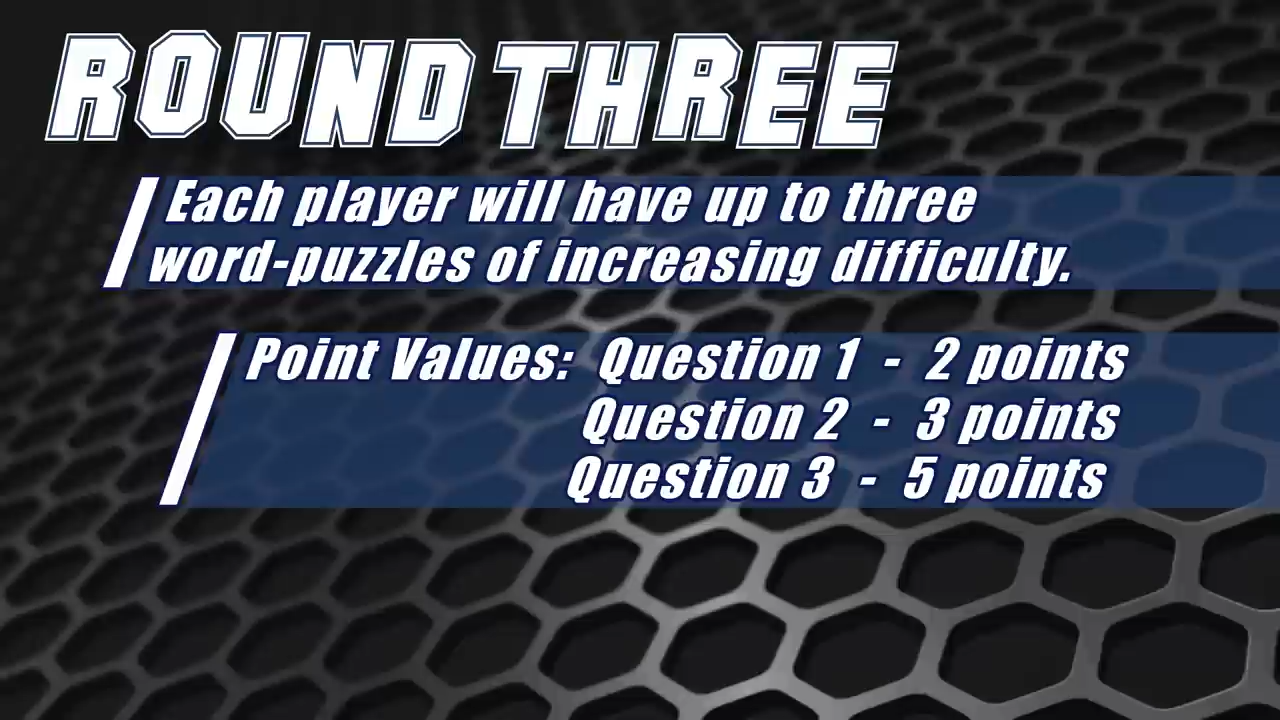 ROUND THREE
Each player will have up to three
word-puzzles of increasing difficulty.
Point Values: Question 1 - 2 points
Question 2 - 3 points
Question 3 - 5 points